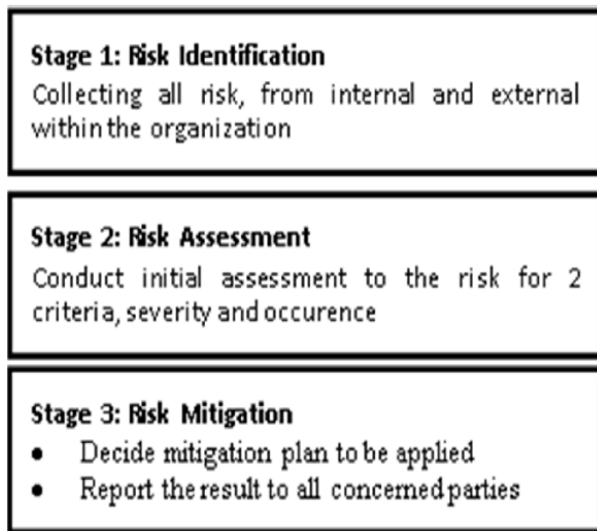 Stage 1: Risk Identification
Collecting all risk, from internal and external
within the organization
Stage 2: Risk Assessment
Conduct initial assessment to the risk for 2
criteria, severity and occurence
Stage 3: Risk Mitigation
• Decide mitigation plan to be applied
• Report the result to all concerned parties